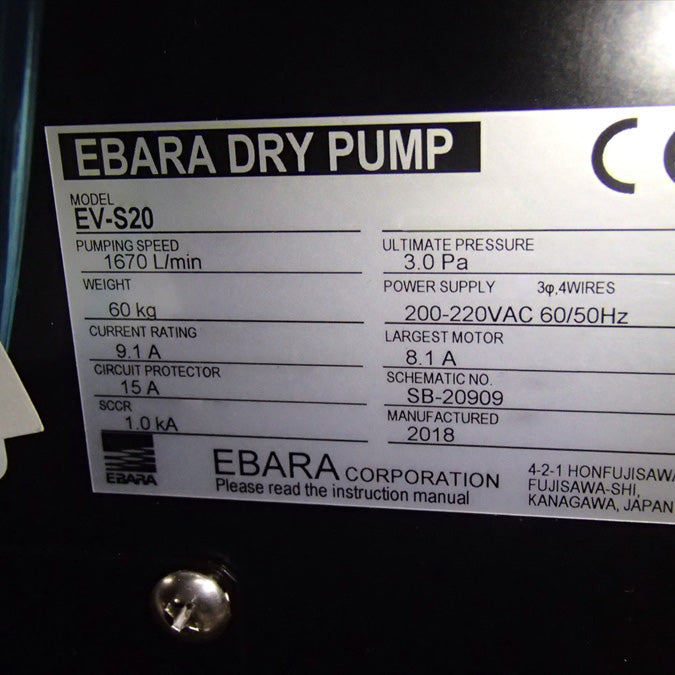 EBARA DRY PUMP
MODEL
EV-S20
PUMPING SPEED
1670 L/min
ULTIMATE PRESSURE
3.0 Pa
WEIGHT
60 kg
POWER SUPPLY 3φ,4WIRES
200-220VAC 60/50Hz
CURRENT RATING
9.1 A
LARGEST MOTOR
8.1 A
CIRCUIT PROTECTOR
15 A
SCHEMATIC NO.
SB-20909
SCCR
1.0 kA
MANUFACTURED
2018
EBARA
EBARA CORPORATION
Please read the instruction manual
4-2-1 HONFUJISAWA
FUJISAWA-SHI,
KANAGAWA, JAPAN